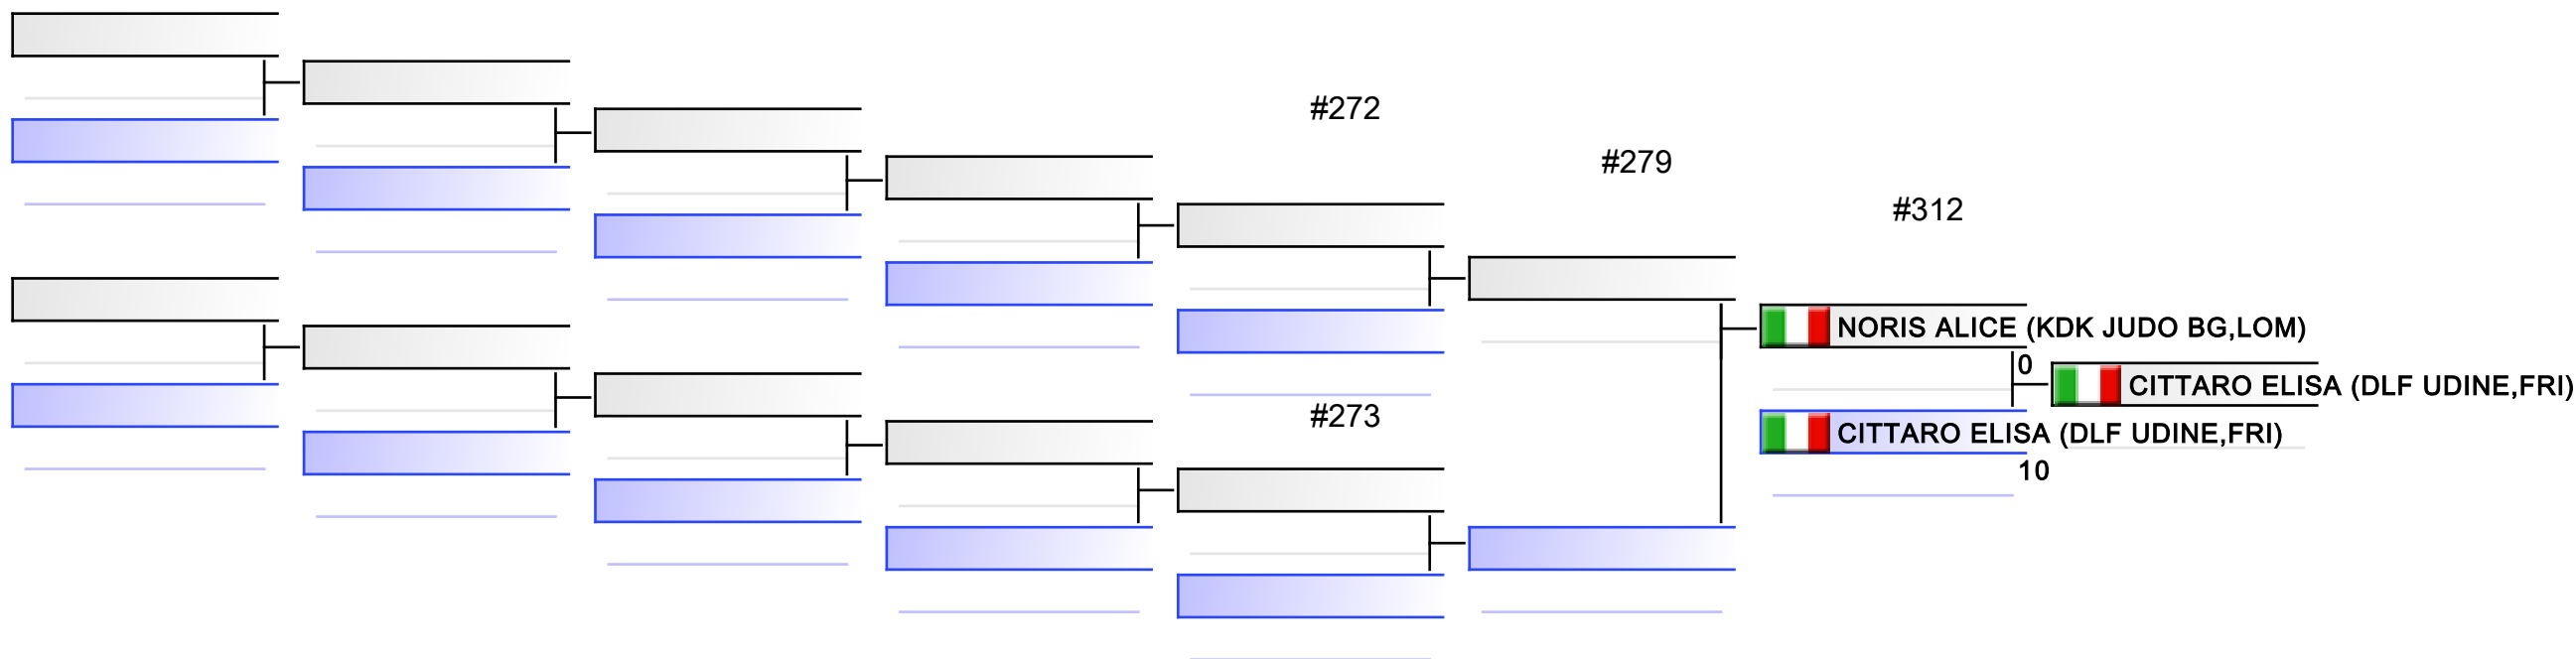 #272
#279
#312
NORIS ALICE (KDK JUDO BG,LOM)
0
CITTARO ELISA (DLF UDINE,FRI)
#273
CITTARO ELISA (DLF UDINE,FRI)
10